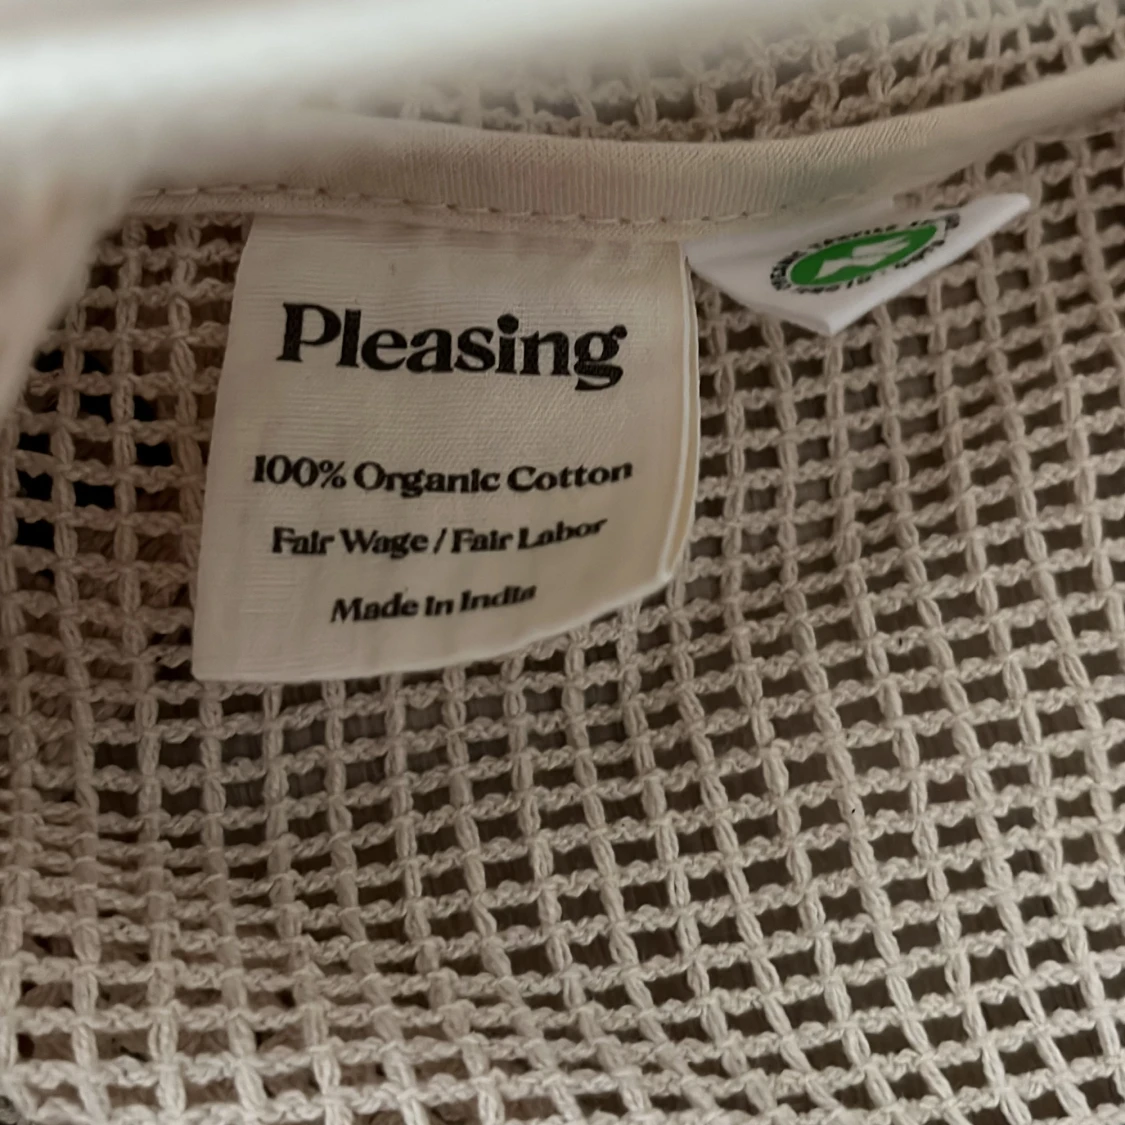 Pleasing
100% Organic Cotton
Fair Wage / Fair Labor
Made in India